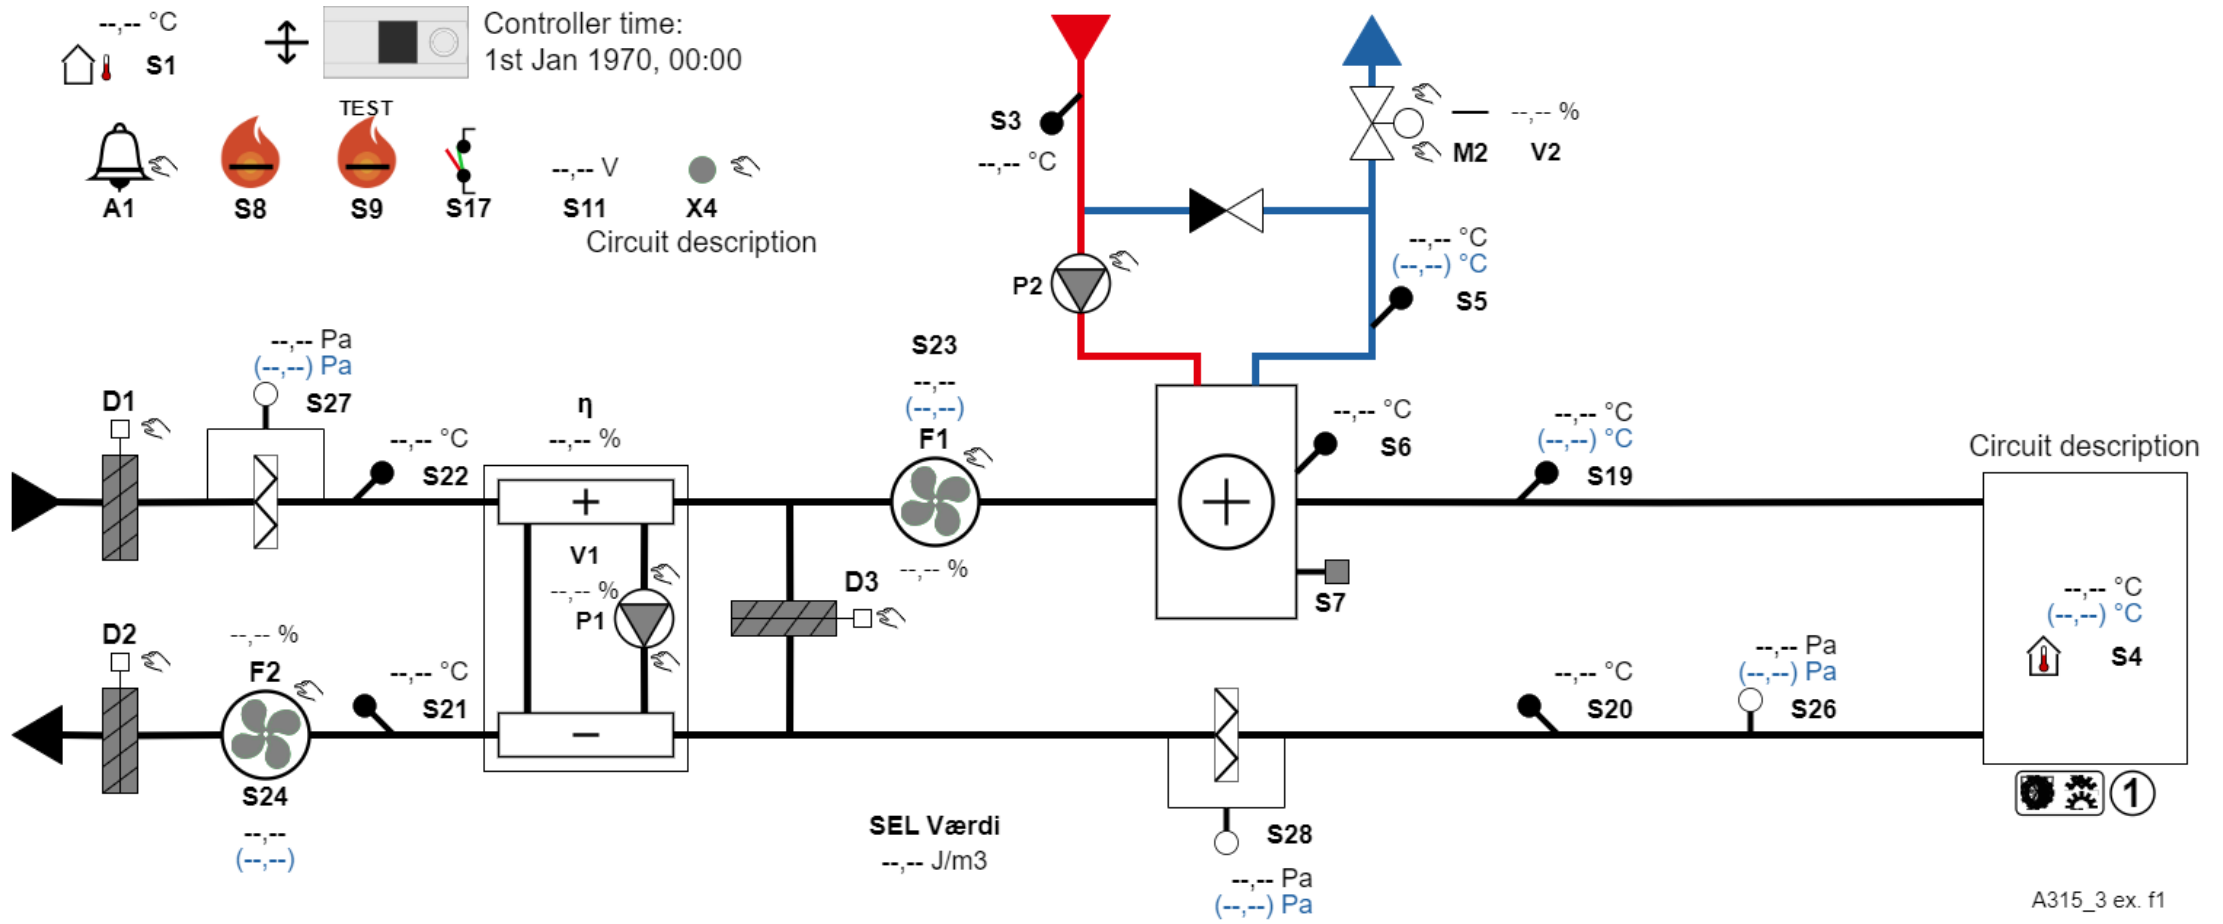 --,-- °C
S1
Controller time:
1st Jan 1970, 00:00
A1
S8
TEST
S9
S17
--,-- V
S11
X4
Circuit description
S3
--,-- °C
P2
--,-- %
M2
V2
--,-- °C
(--,--) °C
S5
--,-- Pa
(--,--) Pa
S27
D1
--,-- °C
S22
η
--,-- %
S23
--,--
(--,--)
F1
--,-- %
--,-- °C
S6
--,-- °C
(--,--) °C
S19
Circuit description
V1
--,-- %
P1
D3
S7
D2
--,-- %
F2
S24
--,--
(--,--)
--,-- °C
S21
--,-- °C
S20
--,-- Pa
(--,--) Pa
S26
--,-- °C
(--,--) °C
S4
1
SEL Værdi
--,-- J/m3
S28
--,-- Pa
(--,--) Pa
A315_3 ex. f1